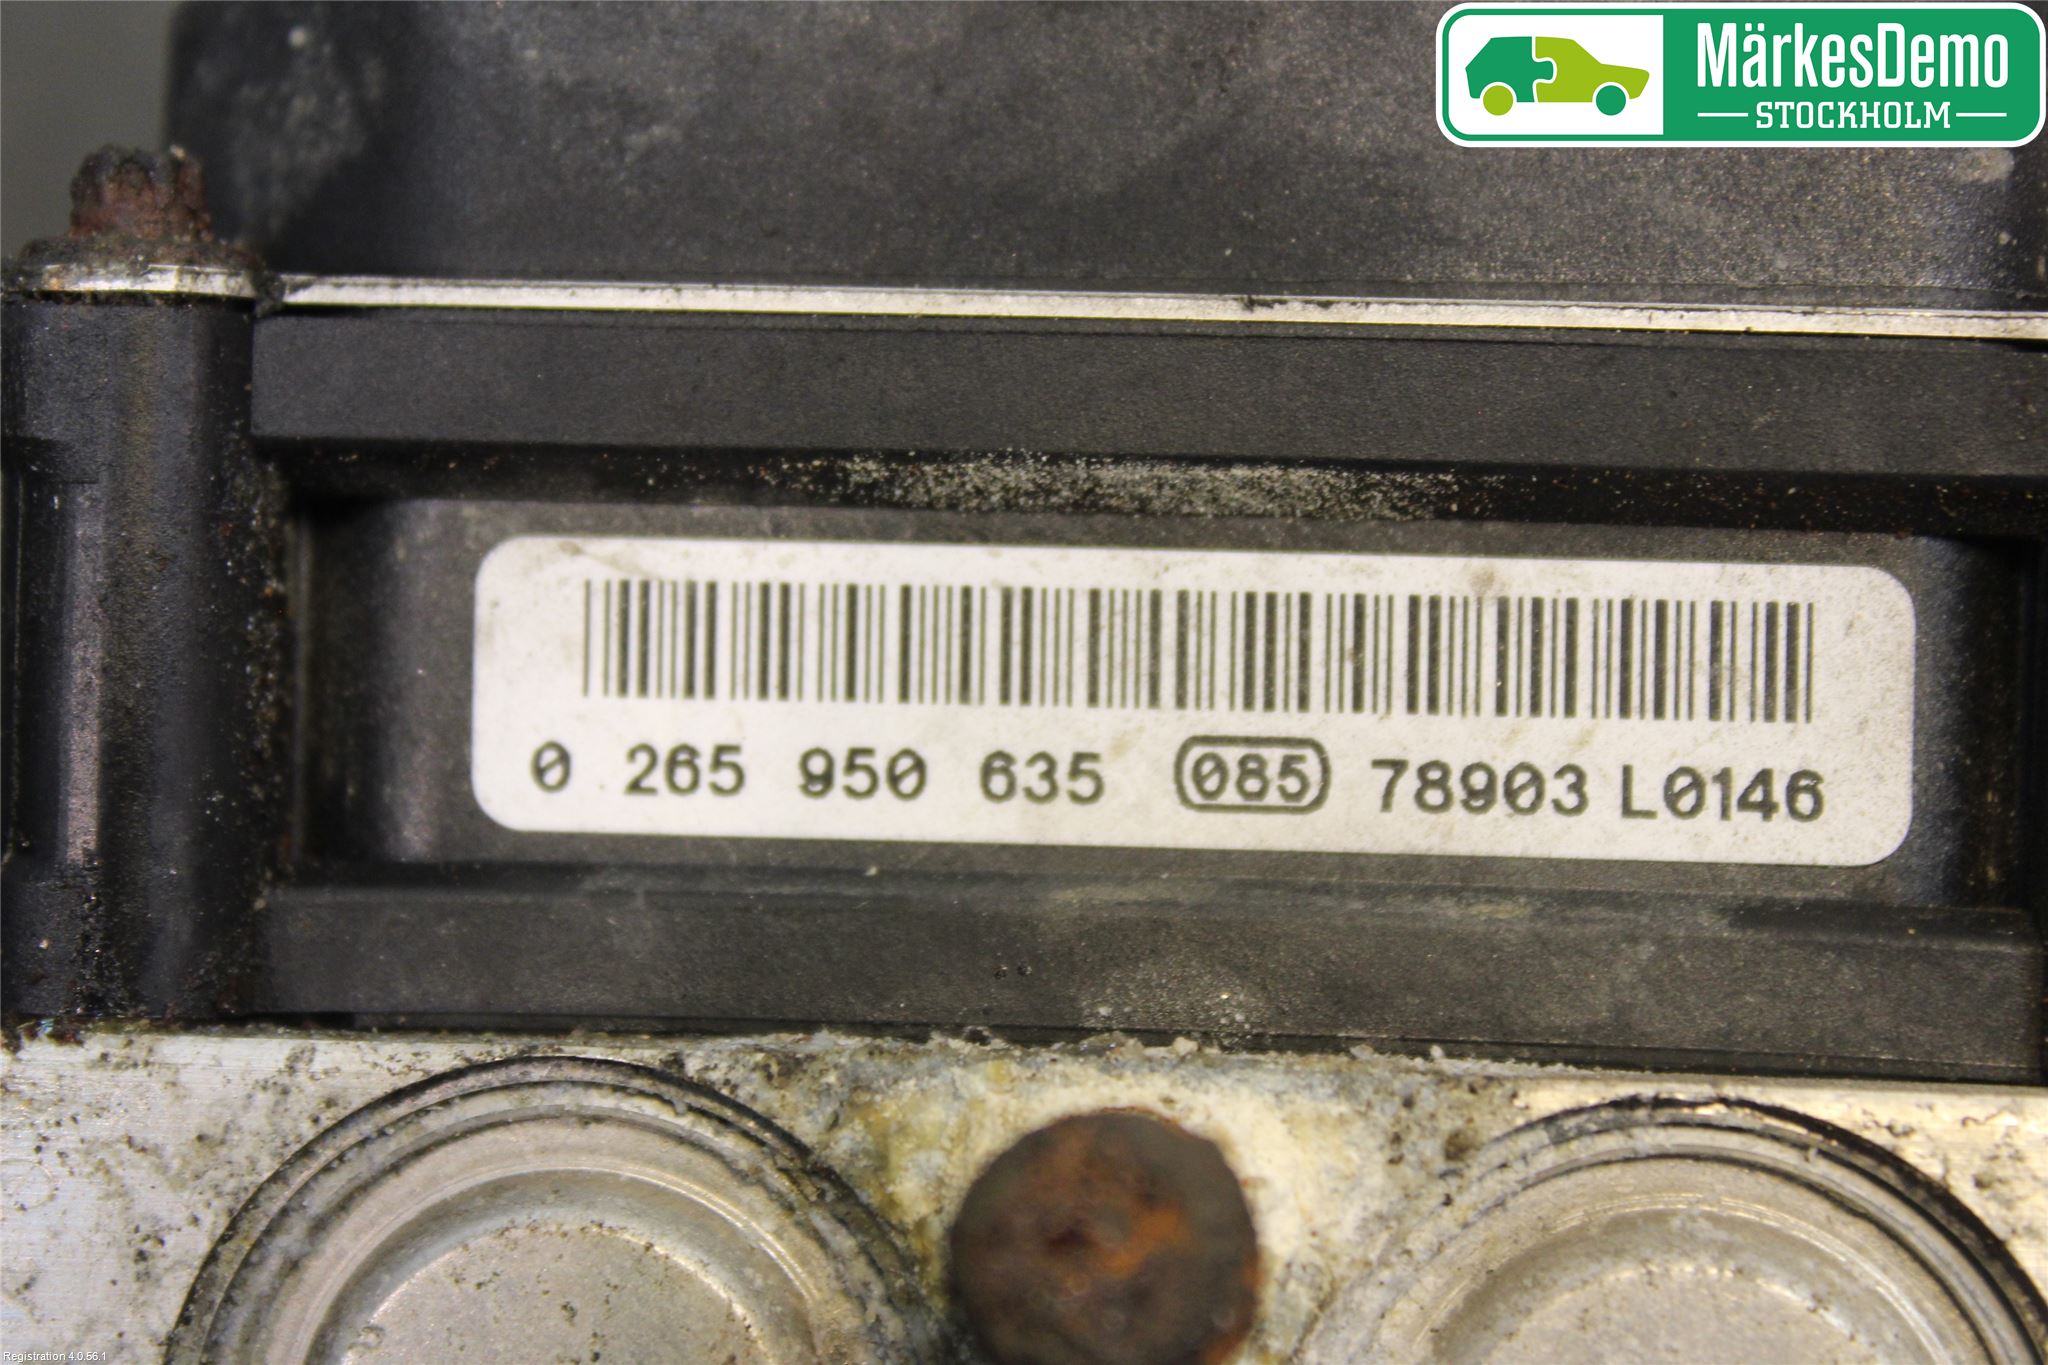 MärkesDemo
STOCKHOLM
0 265 950 635 085 78903 L0146
Registration 4.0.56.1